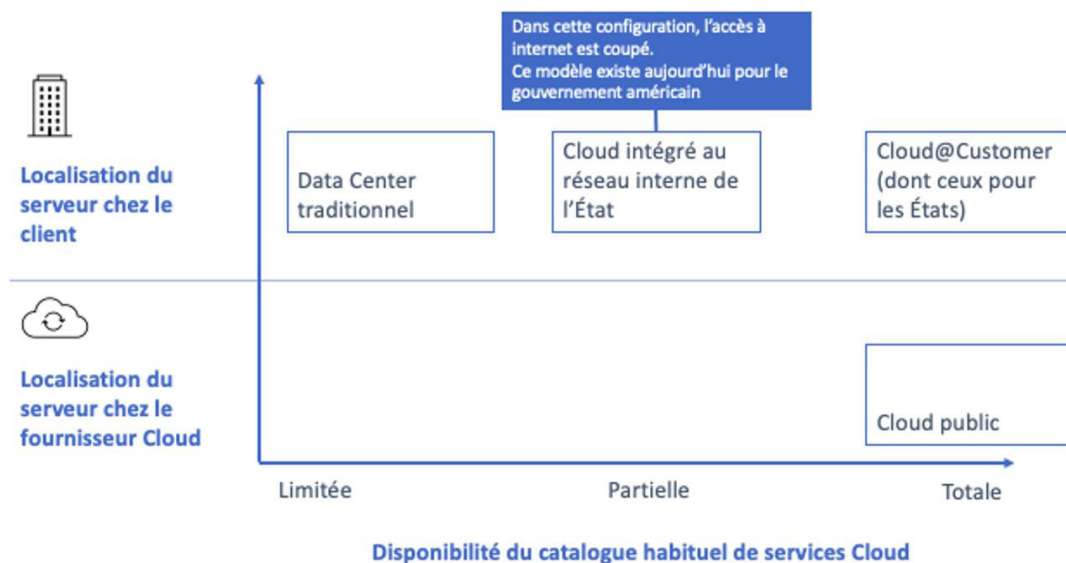 Dans cette configuration, l'accès à
internet est coupé.
Ce modèle existe aujourd'hui pour le
gouvernement américain
Localisation du
serveur chez le
client
Data Center
traditionnel
Cloud intégré au
réseau interne de
l'État
Cloud@Customer
(dont ceux pour
les États)
Localisation du
serveur chez le
fournisseur Cloud
Cloud public
Limitée
Partielle
Totale
Disponibilité du catalogue habituel de services Cloud